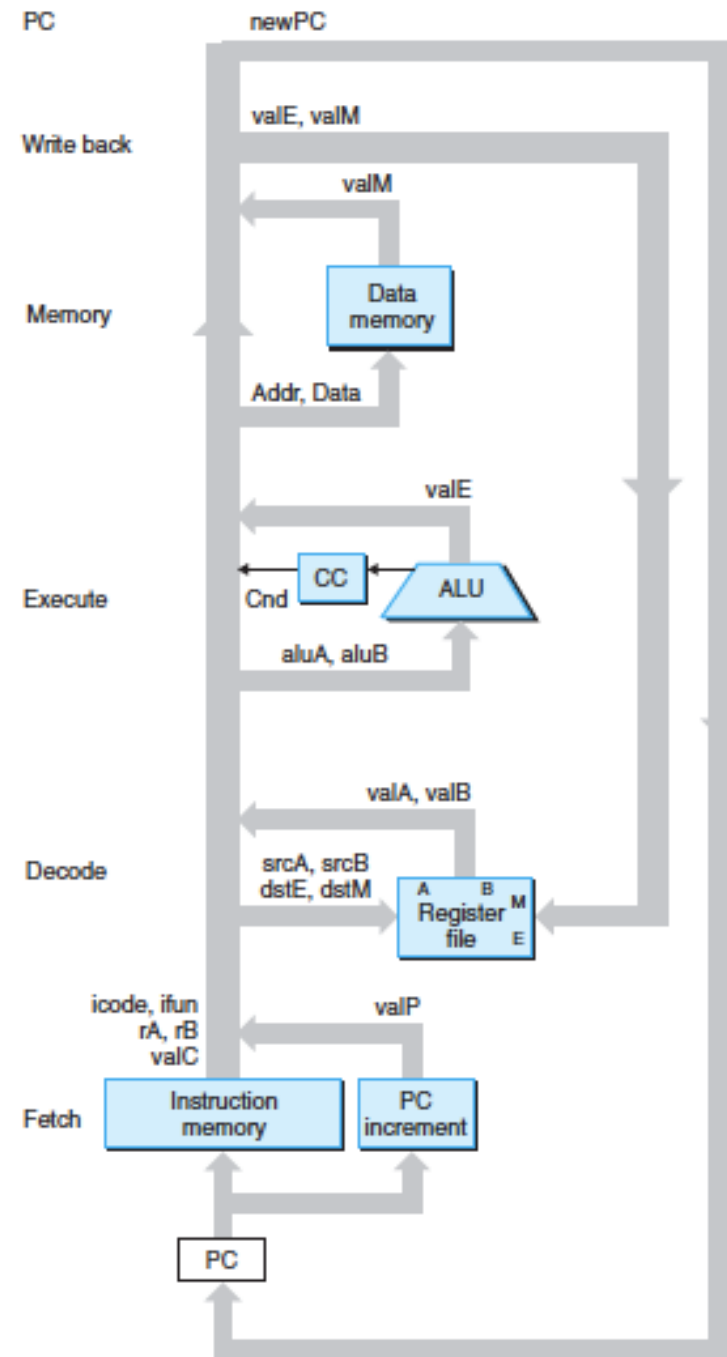 PC
newPC
valE, valM
Write back
valM
Data
memory
Memory
Addr, Data
valE
CC
ALU
Cnd
Execute
aluA, aluB
valA, valB
Decode
srcA, srcB
dstE, dstM
A
B
M
Register
file
E
icode, ifun
rA, rB
valC
valP
Fetch
Instruction
memory
PC
increment
PC